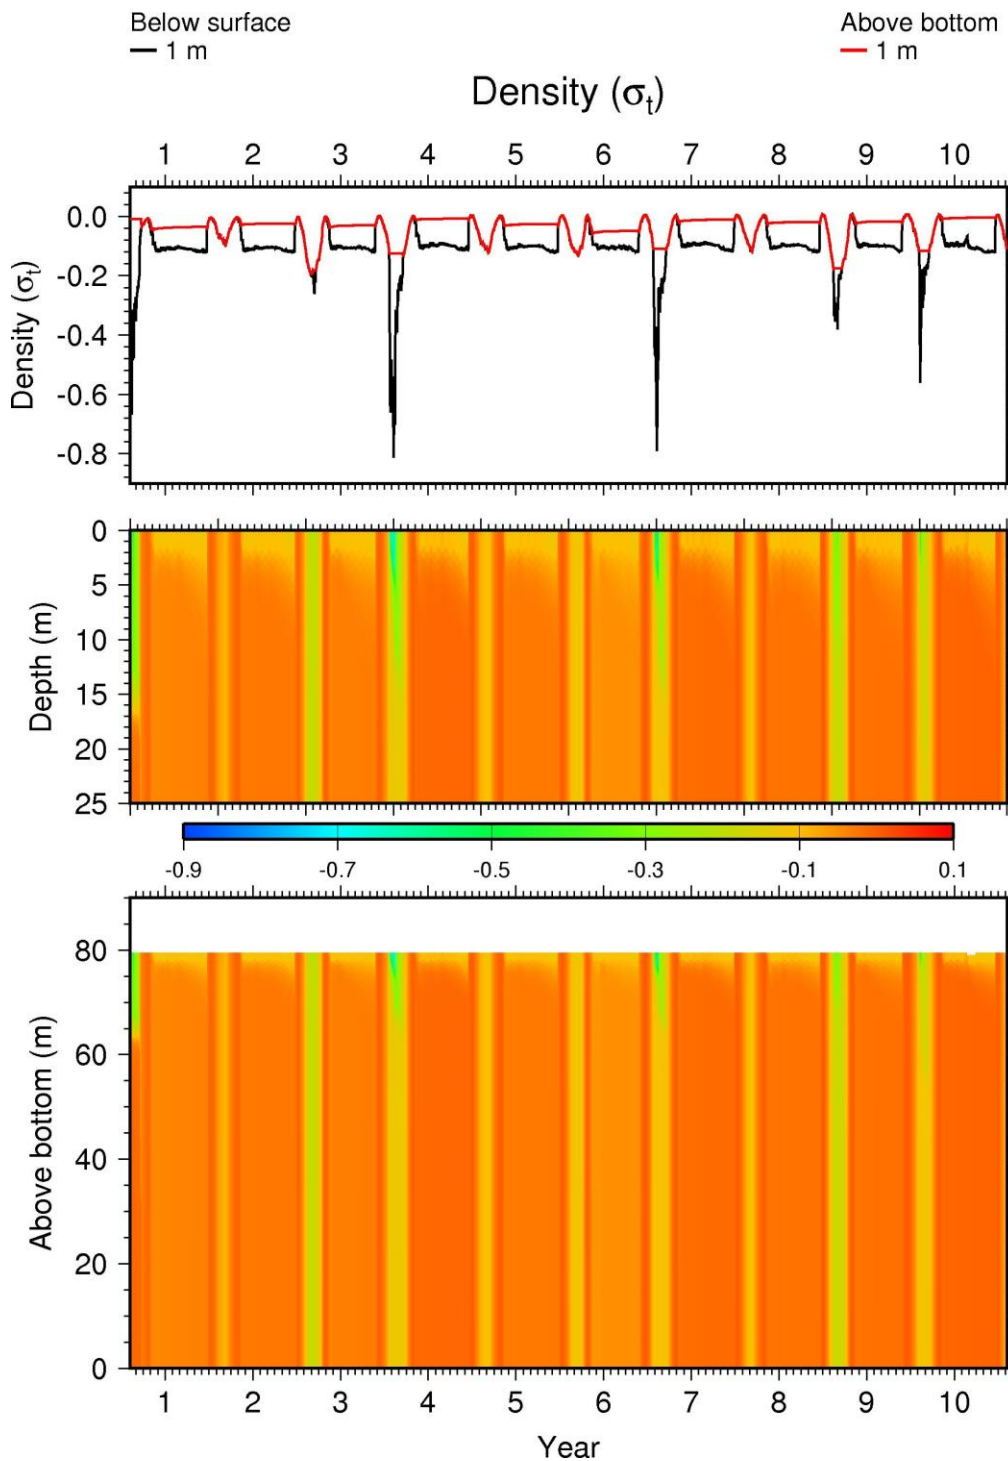 Below surface Above bottom
1 m 1 m
Density (σt)
1 2 3 4 5 6 7 8 9 10
0.0
-0.2
-0.4
-0.6
-0.8
Density (σt)
0
5
10
15
20
25
Depth (m)
-0.9 -0.7 -0.5 -0.3 -0.1 0.1
80
60
40
20
0
Above bottom (m)
1 2 3 4 5 6 7 8 9 10
Year